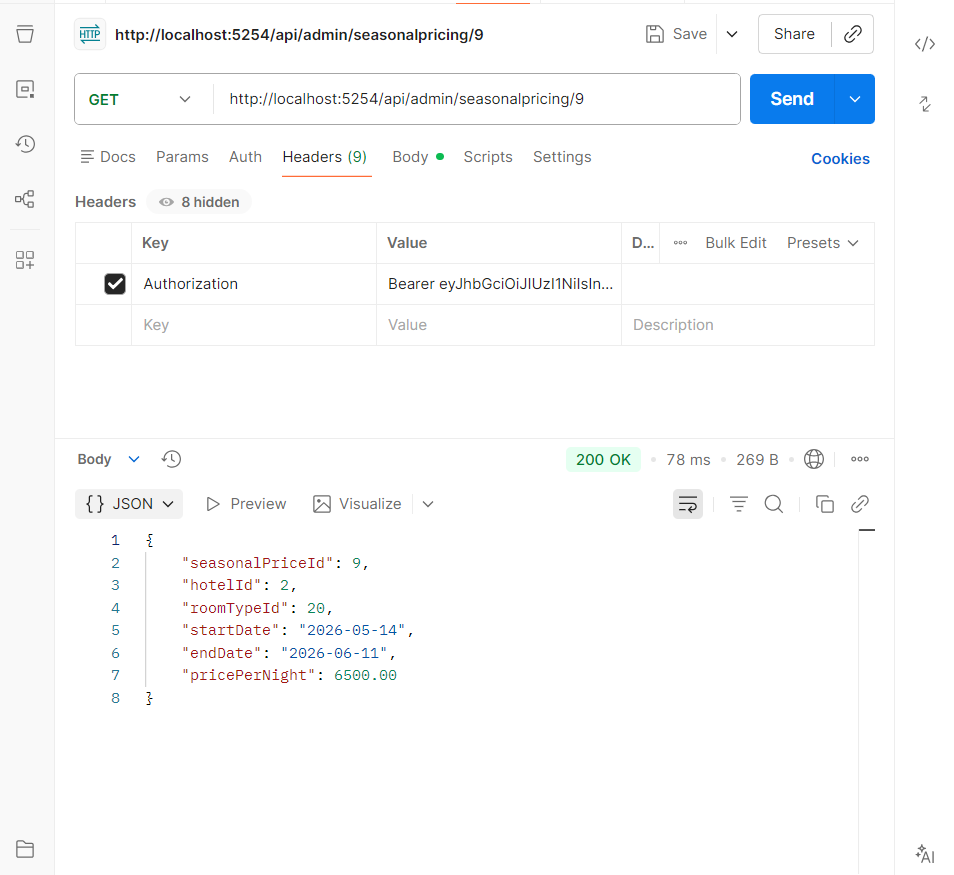 HTTP http://localhost:5254/api/admin/seasonalpricing/9 Save Share
GET http://localhost:5254/api/admin/seasonalpricing/9 Send
Docs Params Auth Headers (9) Body Scripts Settings Cookies
Headers 8 hidden
Key Value D... Bulk Edit Presets
Authorization Bearer eyJhbGciOiJIUzI1NiIsIn...
Key Value Description
Body 200 OK 78 ms 269 B
{} JSON Preview Visualize
1 {
2 "seasonalPriceId": 9,
3 "hotelId": 2,
4 "roomTypeId": 20,
5 "startDate": "2026-05-14",
6 "endDate": "2026-06-11",
7 "pricePerNight": 6500.00
8 }
AI